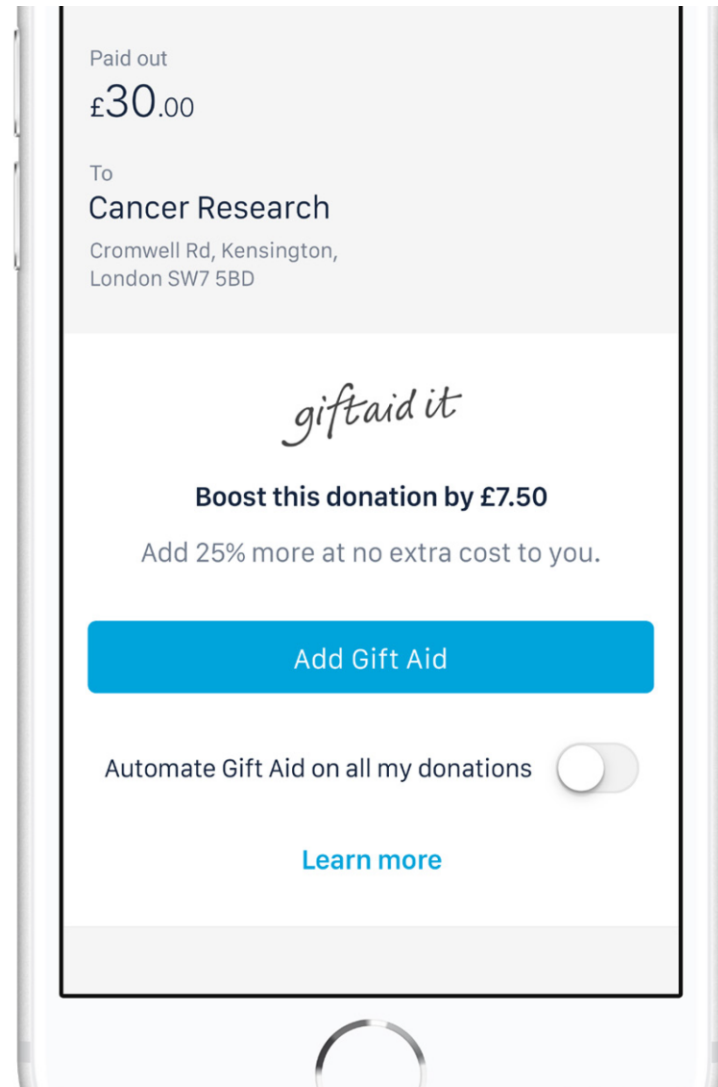 Paid out
£30.00
To
Cancer Research
Cromwell Rd, Kensington,
London SW7 5BD
giftaid it
Boost this donation by £7.50
Add 25% more at no extra cost to you.
Add Gift Aid
Automate Gift Aid on all my donations
Learn more